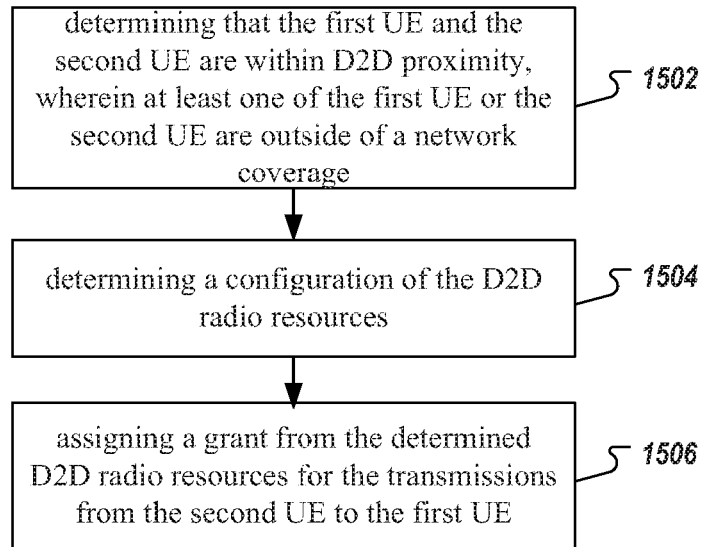 determining that the first UE and the
second UE are within D2D proximity,
wherein at least one of the first UE or the
second UE are outside of a network
coverage
1502
determining a configuration of the D2D
radio resources
1504
assigning a grant from the determined
D2D radio resources for the transmissions
from the second UE to the first UE
1506